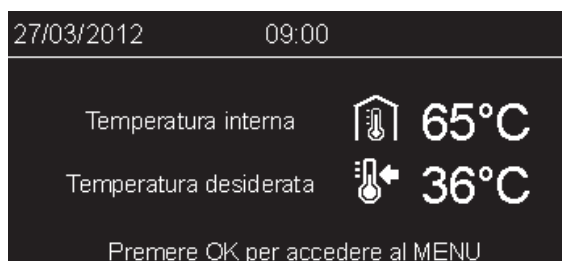 27/03/2012 09:00
Temperatura interna 65°C
Temperatura desiderata 36°C
Premere OK per accedere al MENU